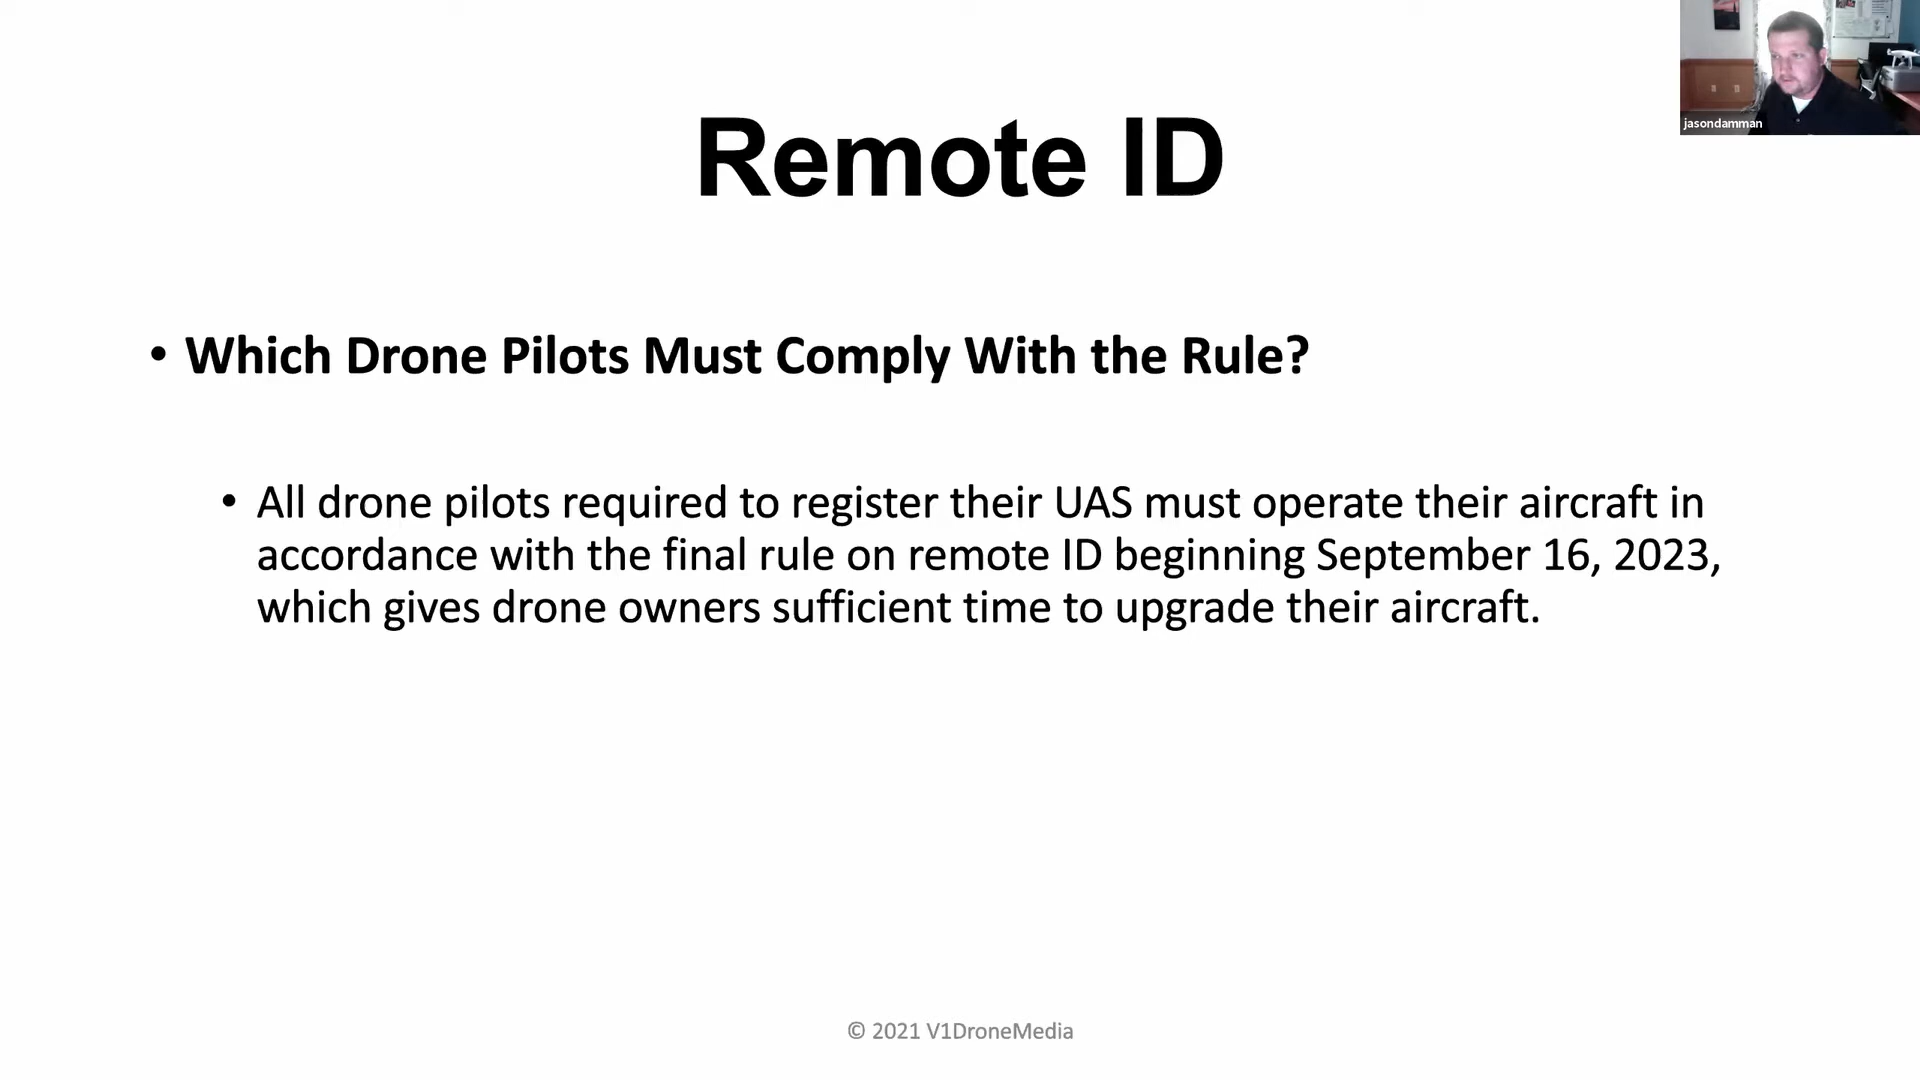 jasondamman
Remote ID
• Which Drone Pilots Must Comply With the Rule?
• All drone pilots required to register their UAS must operate their aircraft in
accordance with the final rule on remote ID beginning September 16, 2023,
which gives drone owners sufficient time to upgrade their aircraft.
© 2021 V1DroneMedia